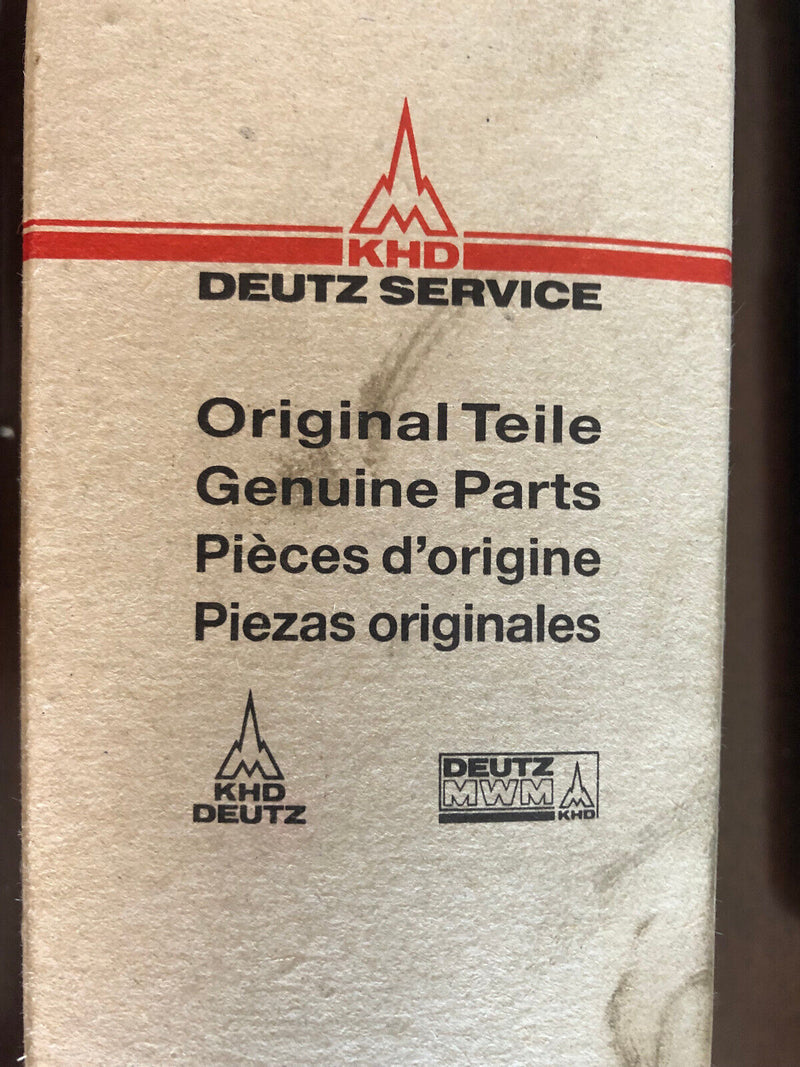 KHD
DEUTZ SERVICE
Original Teile
Genuine Parts
Pièces d'origine
Piezas originales
KHD
DEUTZ
DEUTZ
MWM
KHD